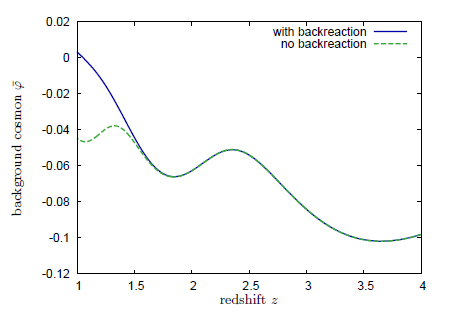 0.02
0
-0.02
-0.04
-0.06
-0.08
-0.1
-0.12
background cosmon φ̄
with backreaction
no backreaction
1 1.5 2 2.5 3 3.5 4
redshift z